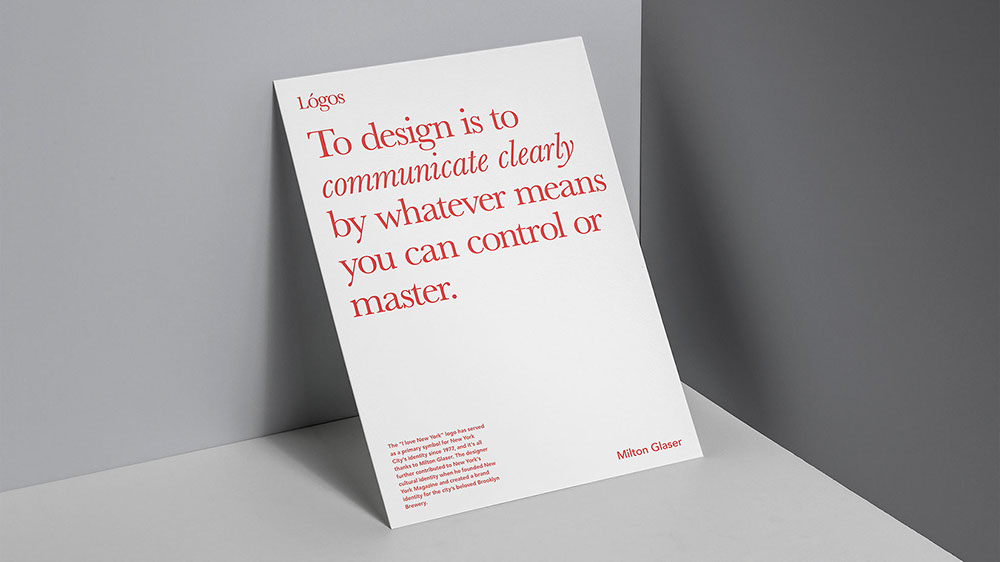 Lógos
To design is to
communicate clearly
by whatever means
you can control or
master.
The "I love New York" logo has served
as a primary symbol for New York
City's identity since 1977, and it's all
thanks to Milton Glaser. The designer
further contributed to New York's
cultural identity when he founded New
York Magazine and created a brand
identity for the city's beloved Brooklyn
Brewery.
Milton Glaser